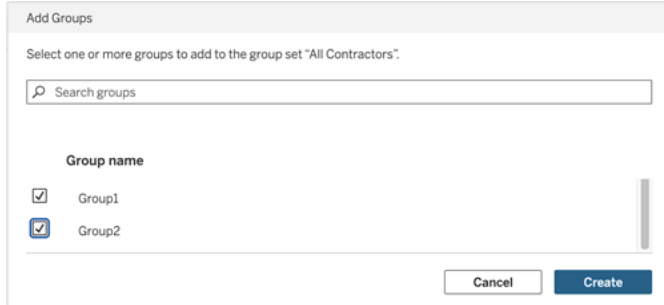 Add Groups
Select one or more groups to add to the group set “All Contractors”.
Search groups
Group name
Group1
Group2
Cancel
Create